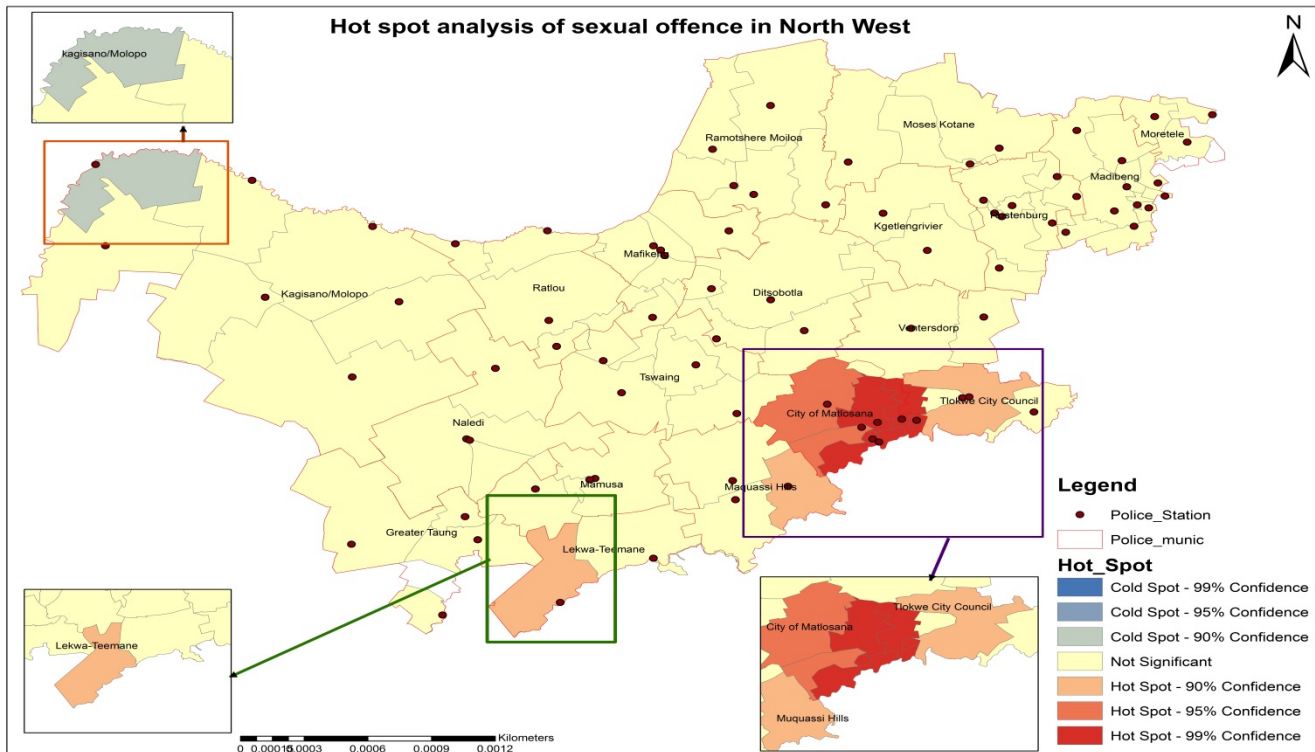 Hot spot analysis of sexual offence in North West
N
kagisano/Molopo
Ramotshere Moiloa
Moses Kotane
Moretele
Madibeng
Rustenburg
Kgetlengrivier
Mafikeng
Kagisano/Molopo
Ratlou
Ditsobotla
Ventersdorp
Tswaing
City of Matlosana
Tlokwe City Council
Naledi
Mamusa
Maquassi Hills
Greater Taung
Lekwa-Teemane
Lekwa-Teemane
Tlokwe City Council
City of Matlosana
Muquassi Hills
Legend
Police_Station
Police_munic
Hot_Spot
Cold Spot - 99% Confidence
Cold Spot - 95% Confidence
Cold Spot - 90% Confidence
Not Significant
Hot Spot - 90% Confidence
Hot Spot - 95% Confidence
Hot Spot - 99% Confidence
Kilometers
0 0.00015 0.0003 0.0006 0.0009 0.0012